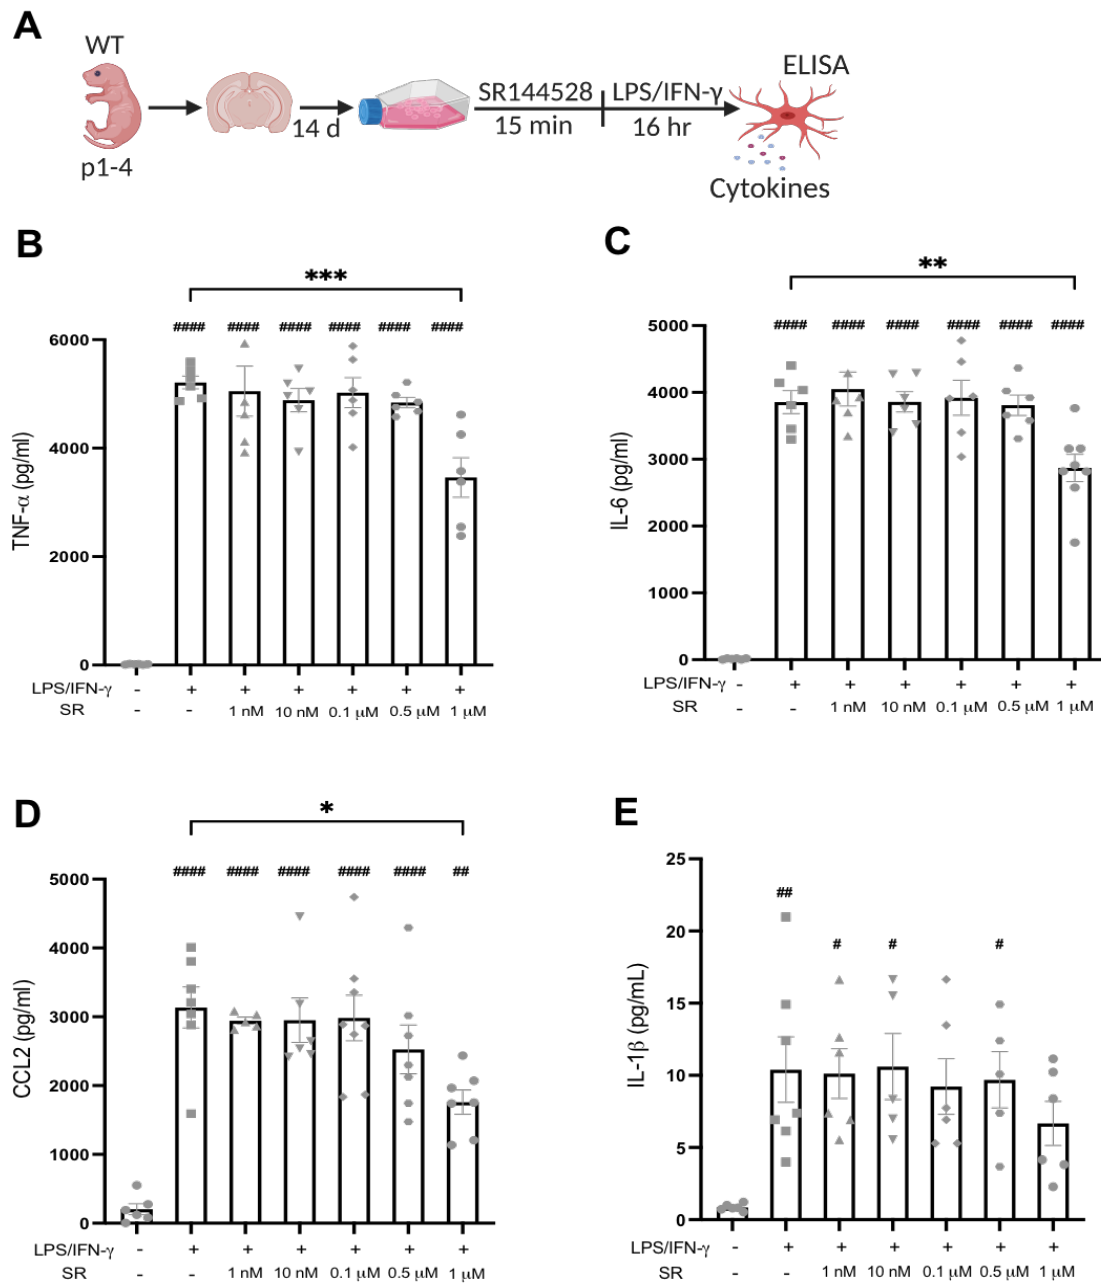 A
WT
p1-4
14 d
SR144528
15 min
LPS/IFN-γ
16 hr
ELISA
Cytokines
B
***
#### #### #### #### #### ####
TNF-α (pg/ml)
6000
4000
2000
0
LPS/IFN-γ - + + + + + +
SR - - 1 nM 10 nM 0.1 μM 0.5 μM 1 μM
C
**
#### #### #### #### #### ####
IL-6 (pg/ml)
5000
4000
3000
2000
1000
0
LPS/IFN-γ - + + + + + +
SR - - 1 nM 10 nM 0.1 μM 0.5 μM 1 μM
D
*
#### #### #### #### #### ##
CCL2 (pg/ml)
5000
4000
3000
2000
1000
0
LPS/IFN-γ - + + + + + +
SR - - 1 nM 10 nM 0.1 μM 0.5 μM 1 μM
E
## # # #
IL-1β (pg/mL)
25
20
15
10
5
0
LPS/IFN-γ - + + + + + +
SR - - 1 nM 10 nM 0.1 μM 0.5 μM 1 μM